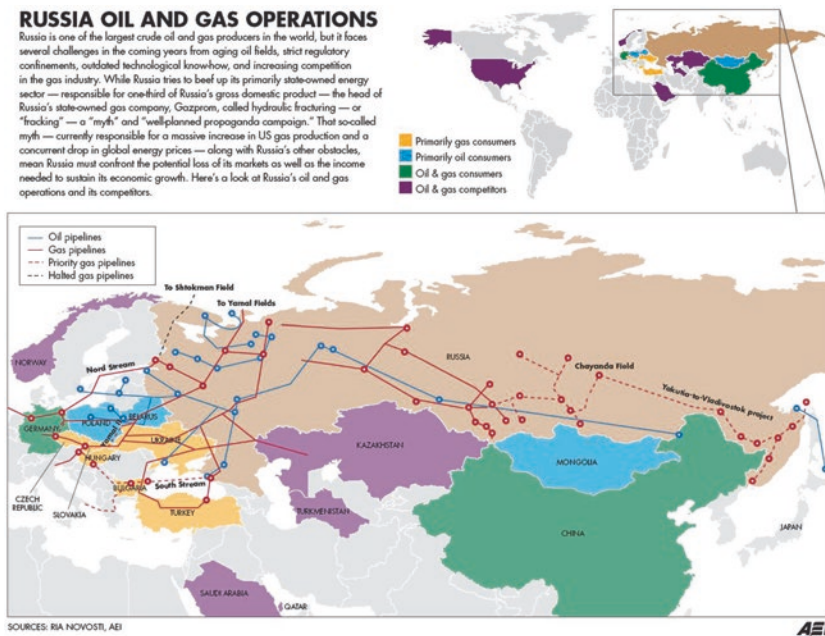 RUSSIA OIL AND GAS OPERATIONS
Russia is one of the largest crude oil and gas producers in the world, but it faces
several challenges in the coming years from aging oil fields, strict regulatory
confinements, outdated technological know-how, and increasing competition
in the gas industry. While Russia tries to beef up its primarily state-owned energy
sector — responsible for one-third of Russia's gross domestic product — the head of
Russia's state-owned gas company, Gazprom, called hydraulic fracturing — or
"fracking" — a "myth" and "well-planned propaganda campaign." That so-called
myth — currently responsible for a massive increase in US gas production and a
concurrent drop in global energy prices — along with Russia's other obstacles,
mean Russia must confront the potential loss of its markets as well as the income
needed to sustain its economic growth. Here's a look at Russia's oil and gas
operations and its competitors.
Primarily gas consumers
Primarily oil consumers
Oil & gas consumers
Oil & gas competitors
Oil pipelines
Gas pipelines
Priority gas pipelines
Halted gas pipelines
To Shtokman Field
To Yamal Fields
NORWAY
Nord Stream
RUSSIA
Chayanda Field
Yakutia-to-Vladivostok project
GERMANY
POLAND
BELARUS
UKRAINE
HUNGARY
KAZAKHSTAN
MONGOLIA
CZECH
REPUBLIC
SLOVAKIA
BULGARIA
South Stream
TURKEY
TURKMENISTAN
CHINA
JAPAN
SAUDI ARABIA
QATAR
SOURCES: RIA NOVOSTI, AEI
AEI